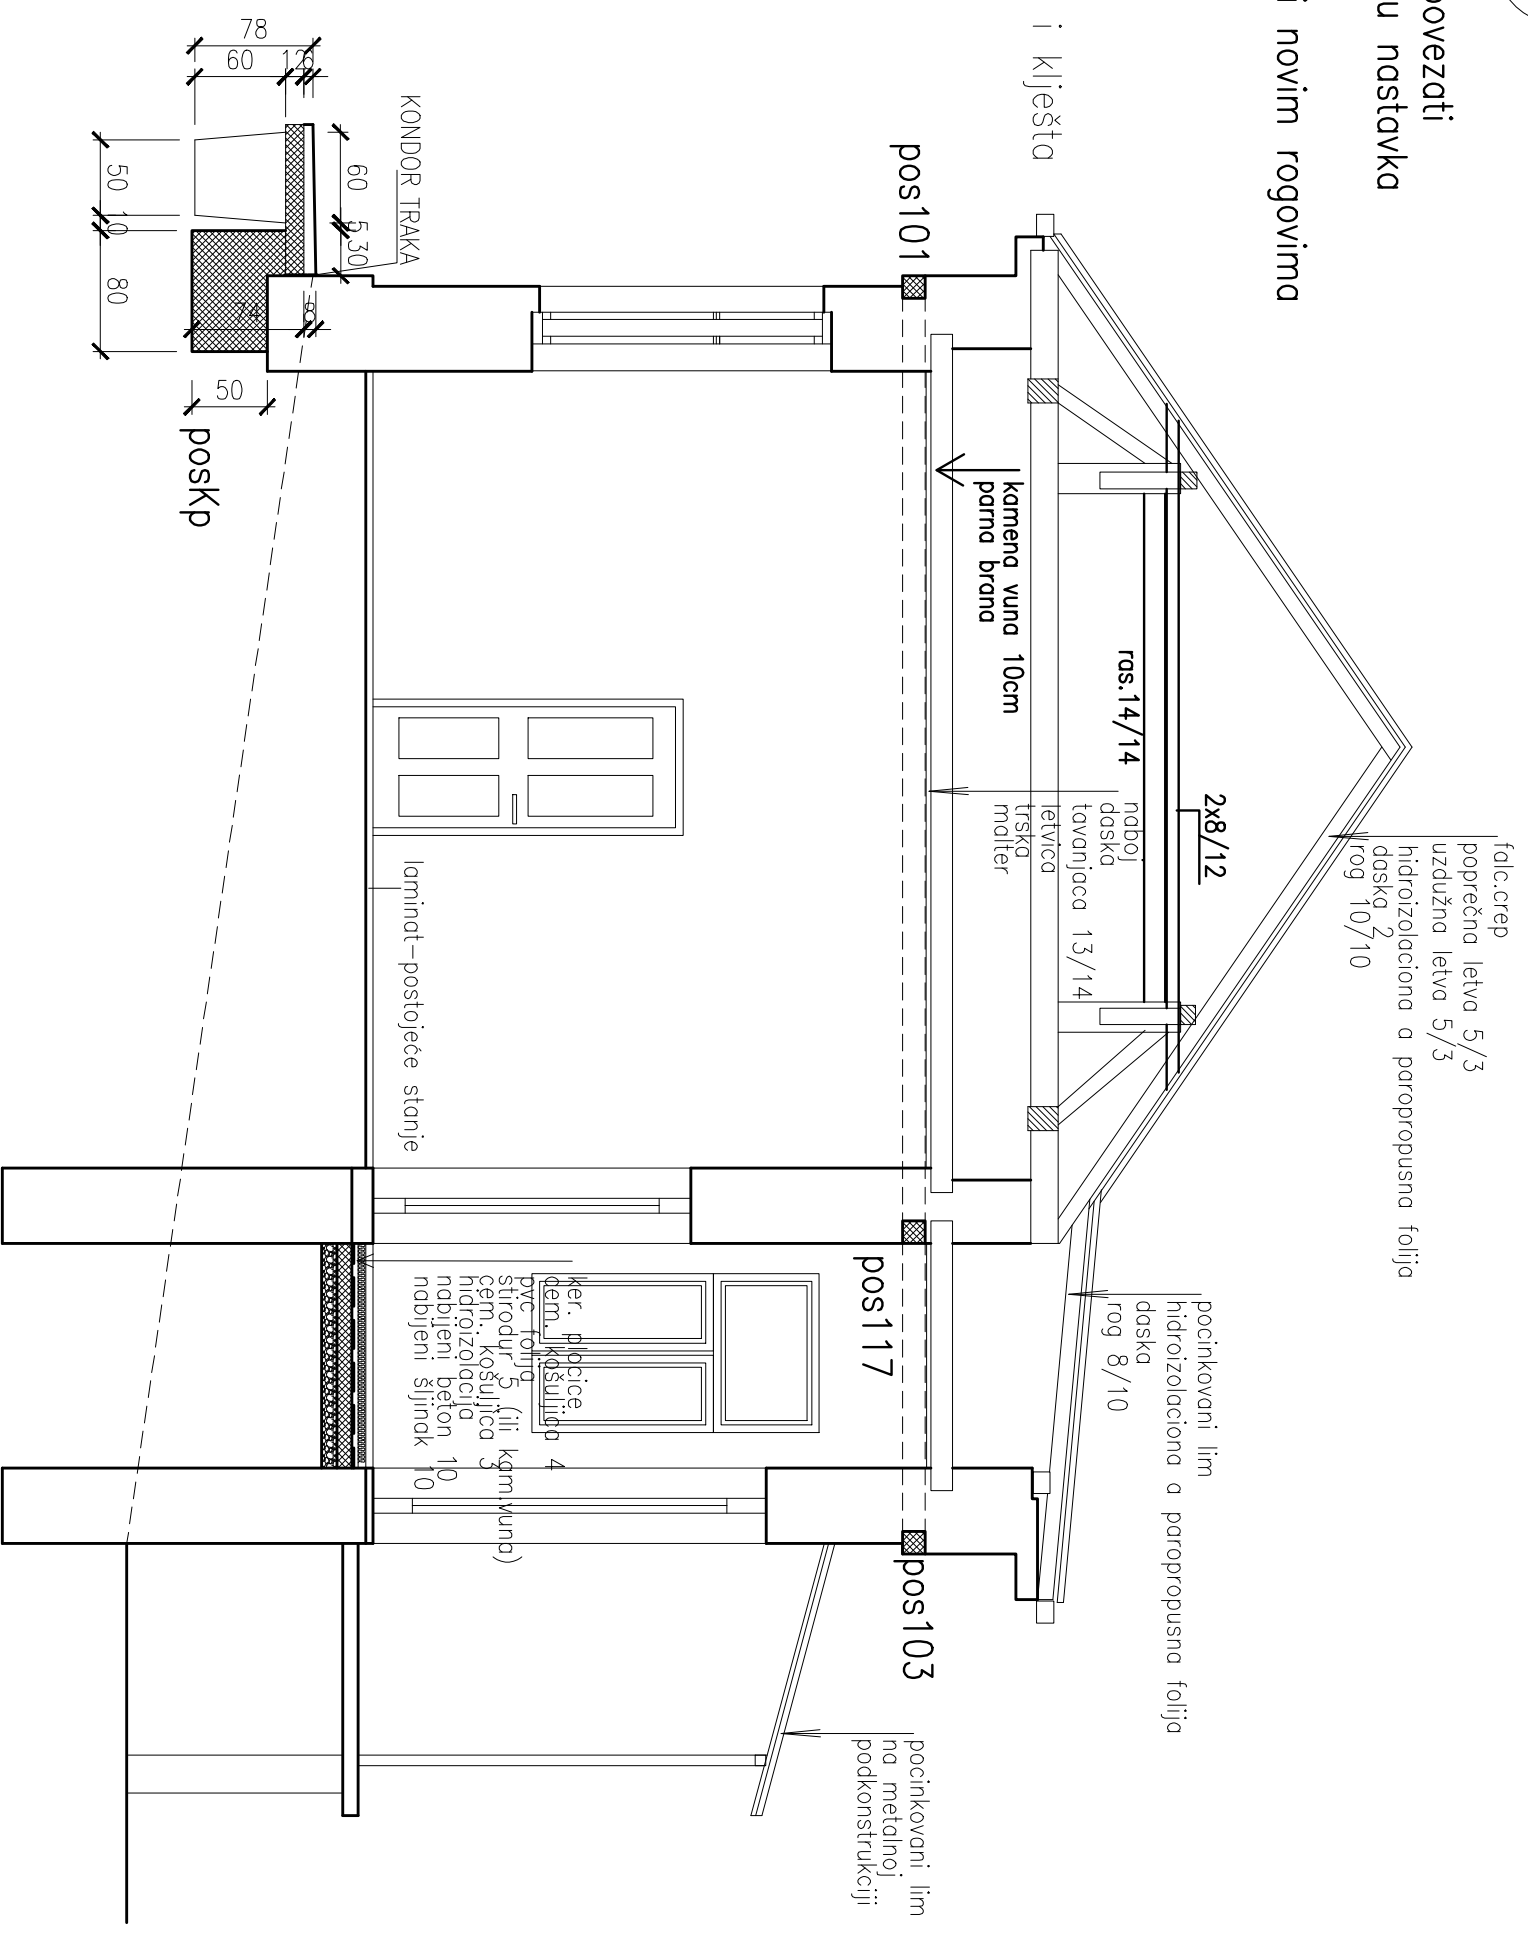 povezati
u nastavka
i novim rogovima
i klješta
falc.crep
poprečna letva 5/3
uzdužna letva 5/3
hidroizolaciona a paropropusna folija
daska 2
rog 10/10
2x8/12
ras.14/14
naboj
daska
tavanjaca 13/14
letvica
trska
malter
kamena vuna 10cm
parna brana
pocinkovani lim
hidroizolaciona a paropropusna folija
daska
rog 8/10
pos101
pos117
pos103
pocinkovani lim
na metalnoj
podkonstrukciji
ker. pločice
cem. košuljica 4
pvc folija
stirodur 5 (ili kam.vuna)
cem. košuljica 3
hidroizolacija
nabijeni beton 10
nabijeni šljunak 10
laminat-postojeće stanje
KONDOR TRAKA
60 5 30
78
60 12 6
74 8
50 10 80
50
posKp